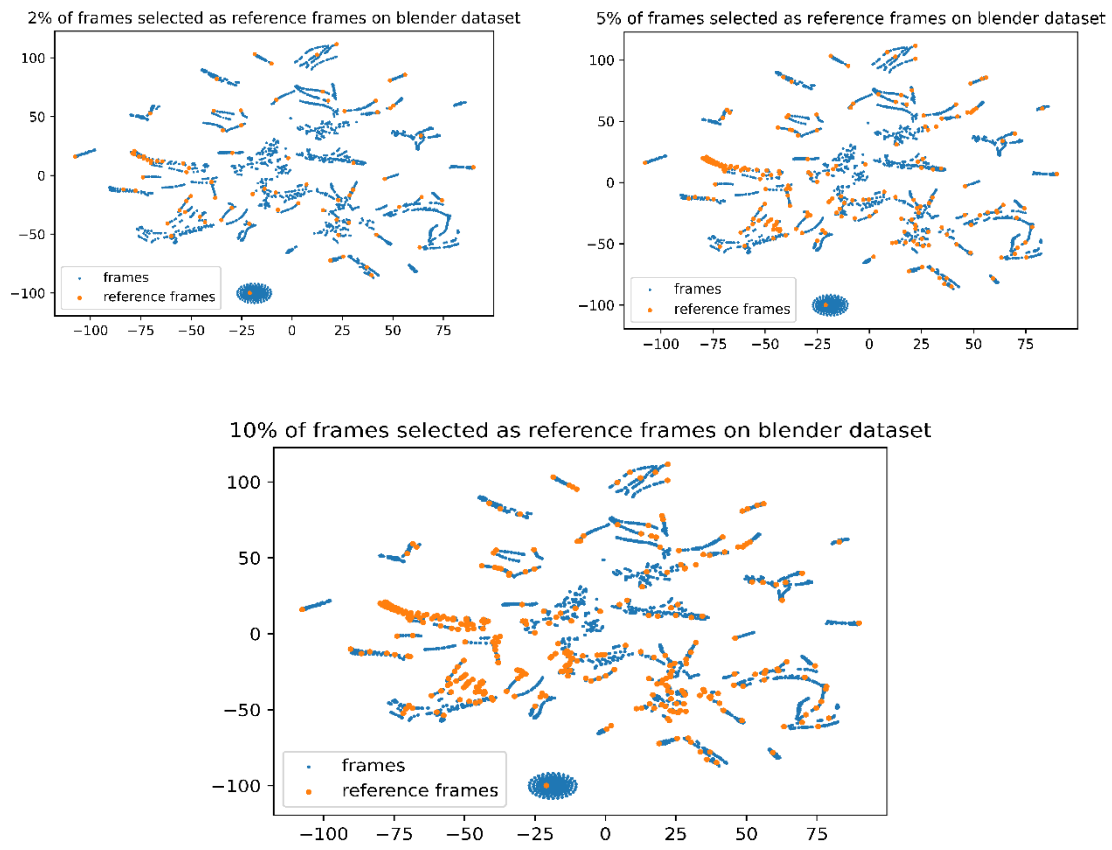 2% of frames selected as reference frames on blender dataset
100
50
0
−50
−100
frames
reference frames
−100 −75 −50 −25 0 25 50 75
5% of frames selected as reference frames on blender dataset
100
50
0
−50
−100
frames
reference frames
−100 −75 −50 −25 0 25 50 75
10% of frames selected as reference frames on blender dataset
100
50
0
−50
−100
frames
reference frames
−100 −75 −50 −25 0 25 50 75